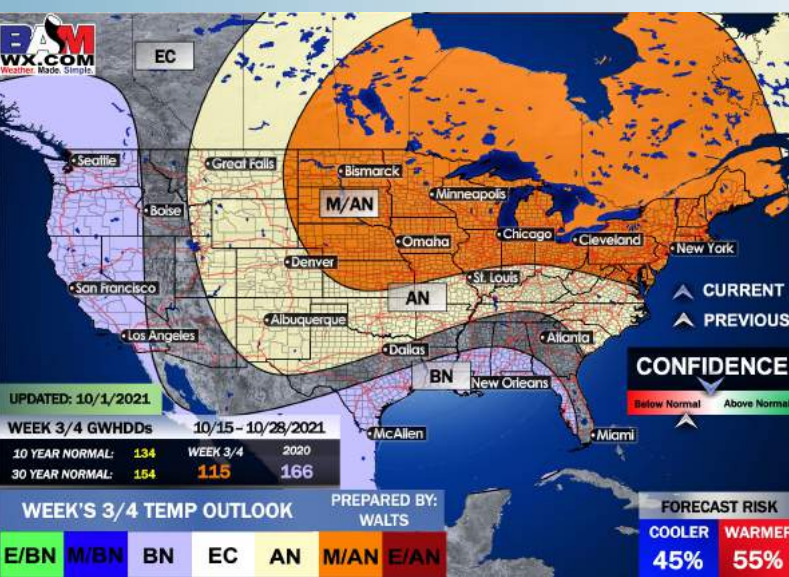 BAM
WX.COM
Weather. Made. Simple.
EC
Seattle
Great Falls
Bismarck
Minneapolis
Boise
M/AN
Omaha
Chicago
Cleveland
New York
Denver
St. Louis
San Francisco
AN
CURRENT
PREVIOUS
Albuquerque
Los Angeles
Dallas
Atlanta
BN
New Orleans
CONFIDENCE
Below Normal Above Normal
McAllen
Miami
UPDATED: 10/1/2021
WEEK 3/4 GWHDDs 10/15 - 10/28/2021
10 YEAR NORMAL: 134 WEEK 3/4 2020
30 YEAR NORMAL: 154 115 166
WEEK'S 3/4 TEMP OUTLOOK
PREPARED BY:
WALTS
E/BN M/BN BN EC AN M/AN E/AN
FORECAST RISK
COOLER WARMER
45% 55%